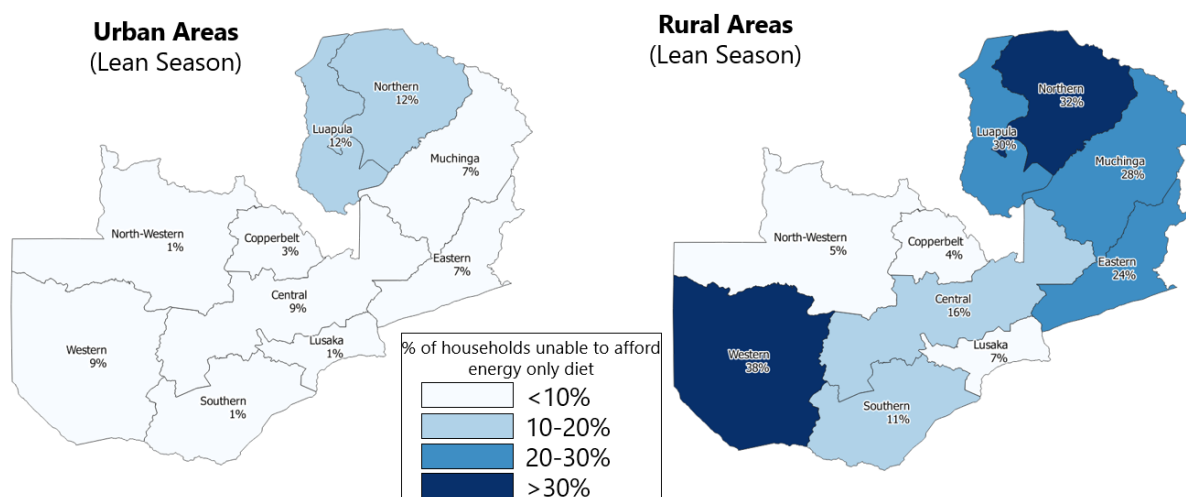 Urban Areas
(Lean Season)
Northern
12%
Luapula
12%
Muchinga
7%
North-Western
1%
Copperbelt
3%
Eastern
7%
Central
9%
Western
9%
Lusaka
1%
Southern
1%
% of households unable to afford
energy only diet
<10%
10-20%
20-30%
>30%
Rural Areas
(Lean Season)
Northern
32%
Luapula
30%
Muchinga
28%
North-Western
5%
Copperbelt
4%
Eastern
24%
Central
16%
Lusaka
7%
Western
38%
Southern
11%